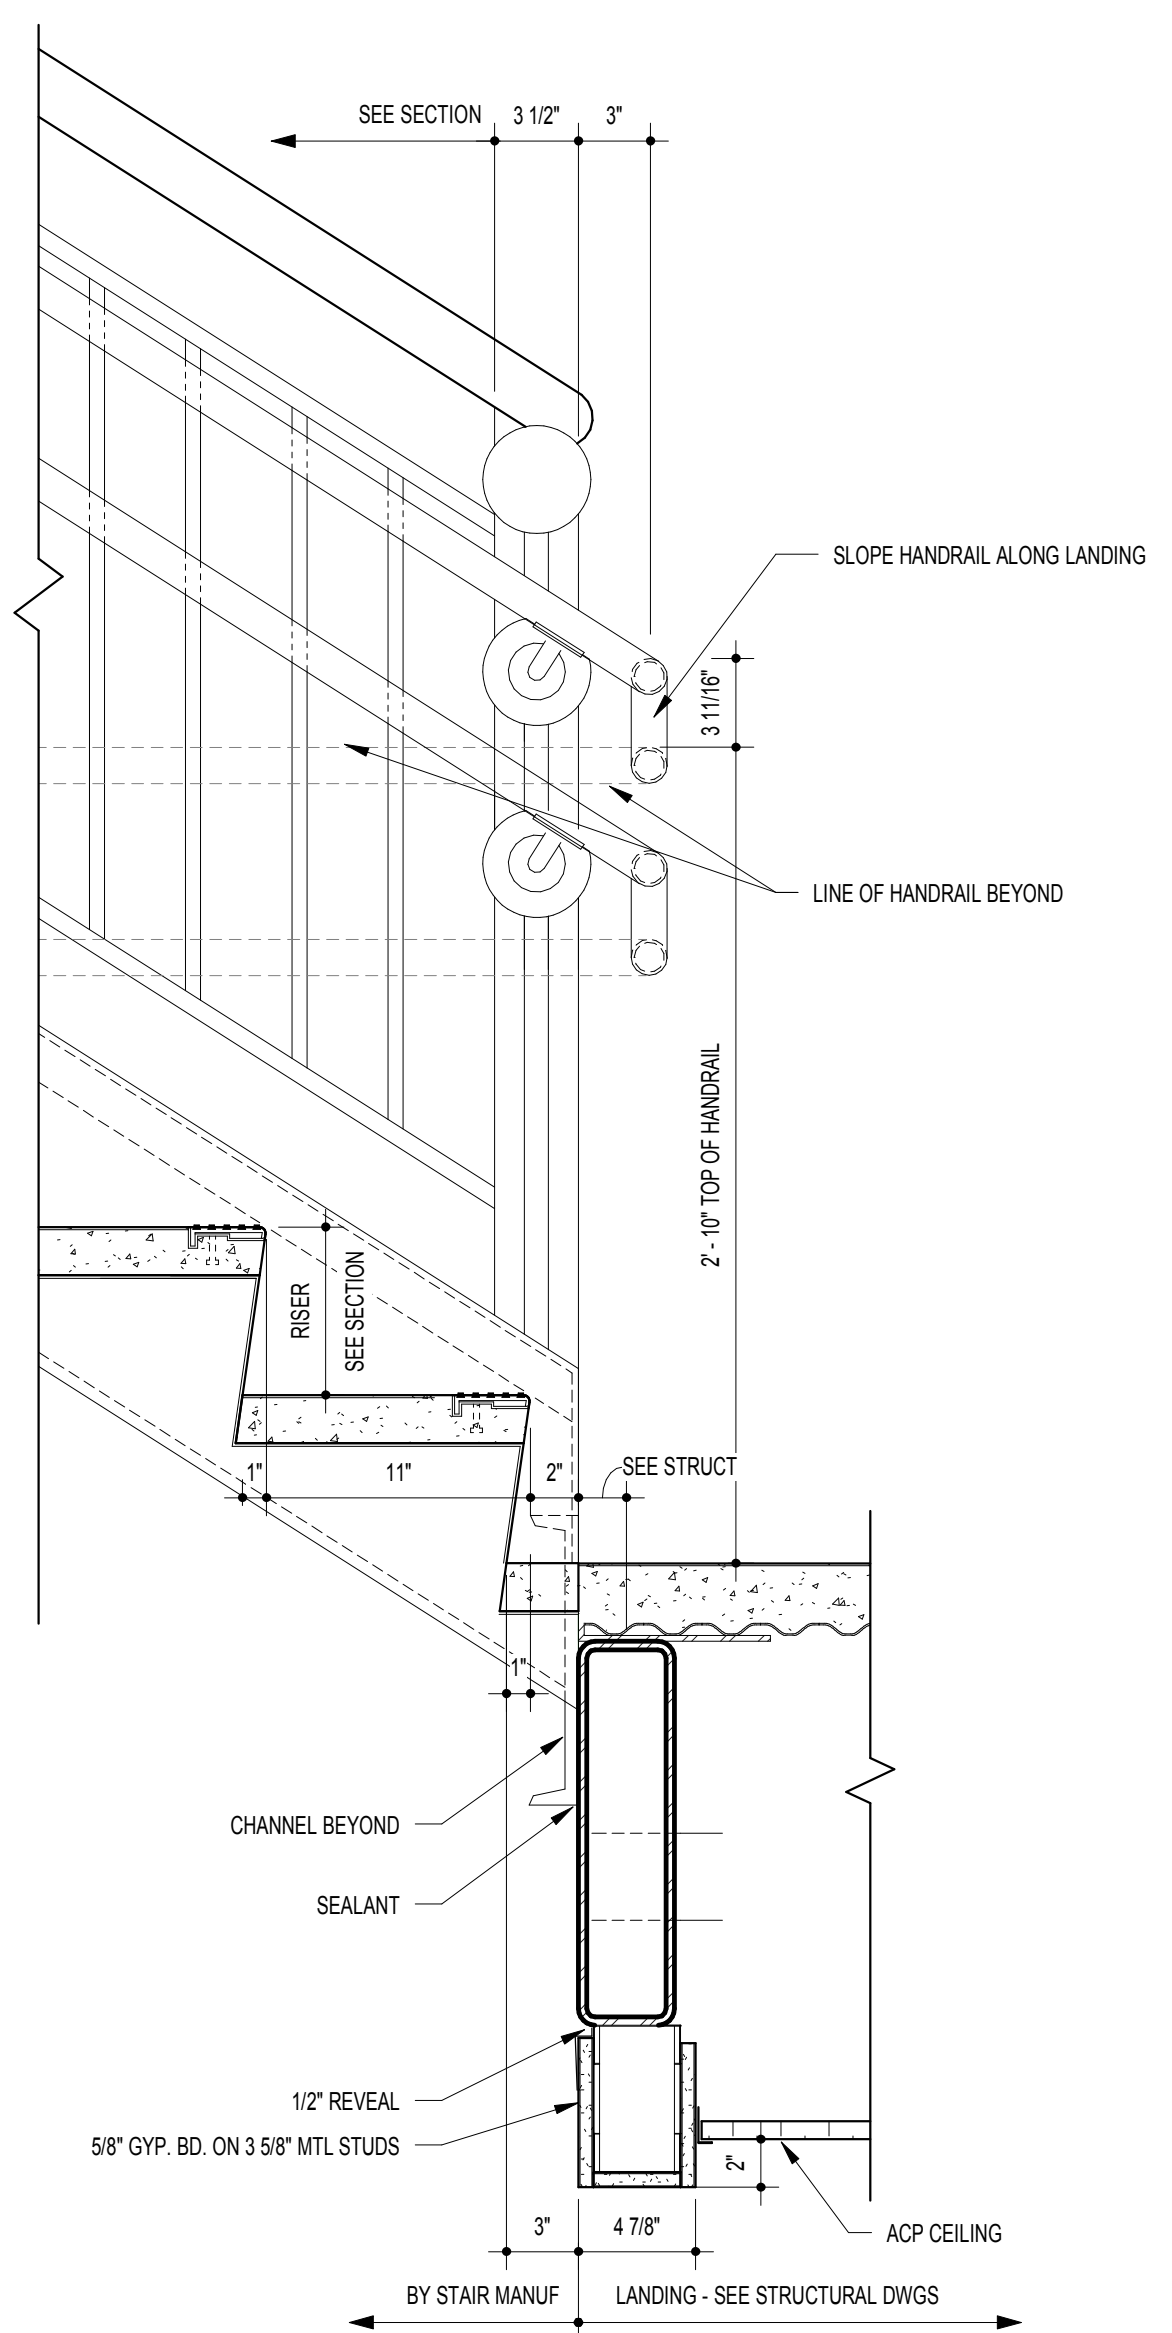 SEE SECTION
3 1/2"
3"
SLOPE HANDRAIL ALONG LANDING
3 11/16"
LINE OF HANDRAIL BEYOND
2' - 10" TOP OF HANDRAIL
RISER
SEE SECTION
1"
11"
2"
SEE STRUCT
1"
CHANNEL BEYOND
SEALANT
1/2" REVEAL
5/8" GYP. BD. ON 3 5/8" MTL STUDS
2"
ACP CEILING
3"
4 7/8"
BY STAIR MANUF
LANDING - SEE STRUCTURAL DWGS